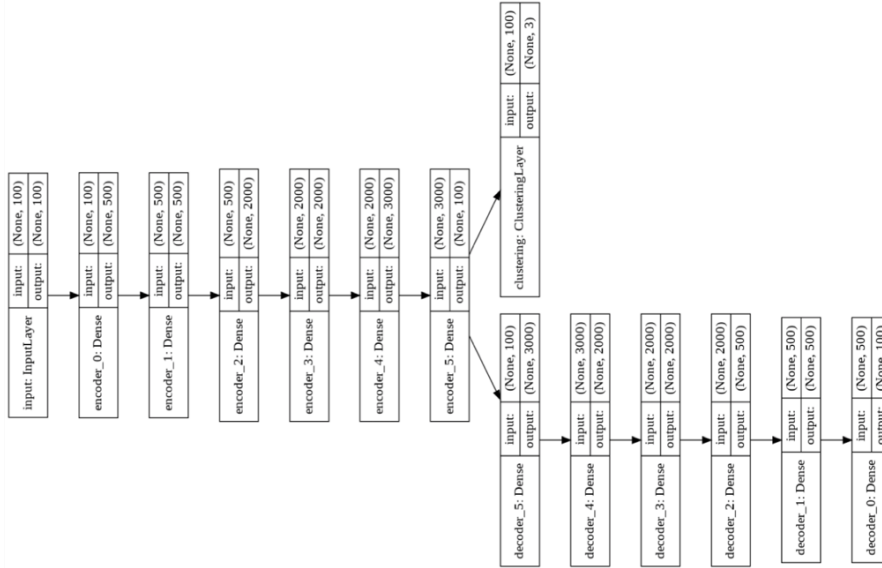 input: InputLayer
input: (None, 100)
output: (None, 100)
encoder_0: Dense
input: (None, 100)
output: (None, 500)
encoder_1: Dense
input: (None, 500)
output: (None, 500)
encoder_2: Dense
input: (None, 500)
output: (None, 2000)
encoder_3: Dense
input: (None, 2000)
output: (None, 2000)
encoder_4: Dense
input: (None, 2000)
output: (None, 3000)
encoder_5: Dense
input: (None, 3000)
output: (None, 100)
clustering: ClusteringLayer
input: (None, 100)
output: (None, 3)
decoder_5: Dense
input: (None, 100)
output: (None, 3000)
decoder_4: Dense
input: (None, 3000)
output: (None, 2000)
decoder_3: Dense
input: (None, 2000)
output: (None, 2000)
decoder_2: Dense
input: (None, 2000)
output: (None, 500)
decoder_1: Dense
input: (None, 500)
output: (None, 500)
decoder_0: Dense
input: (None, 500)
output: (None, 100)